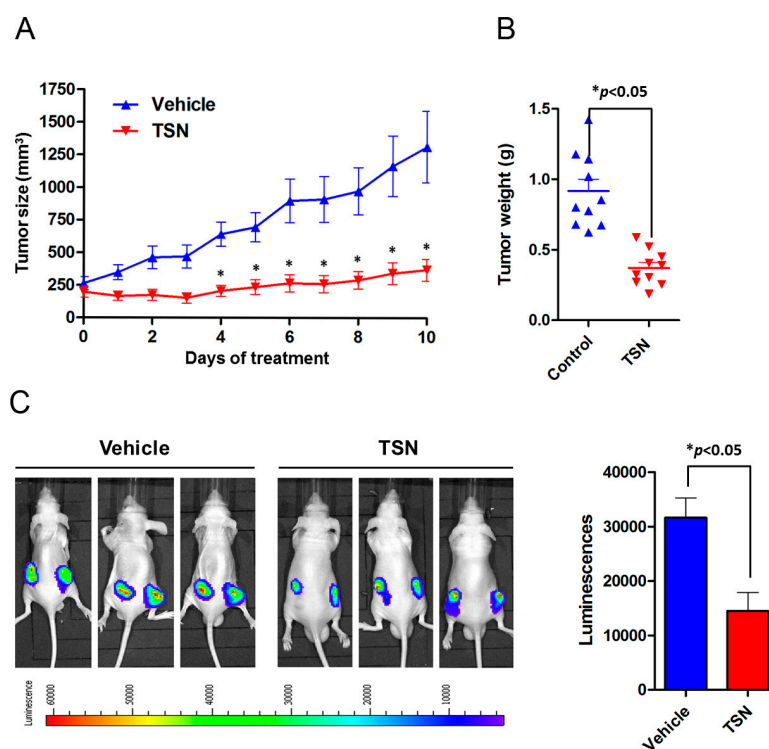 A
1750
1500
1250
1000
750
500
250
0
Tumor size (mm³)
Vehicle
TSN
* * * * * * *
0 2 4 6 8 10
Days of treatment
B
*p<0.05
1.5
1.0
0.5
0.0
Tumor weight (g)
Control
TSN
C
Vehicle
TSN
Luminescence
60000 50000 40000 30000 20000 10000
*p<0.05
40000
30000
20000
10000
0
Luminescences
Vehicle
TSN